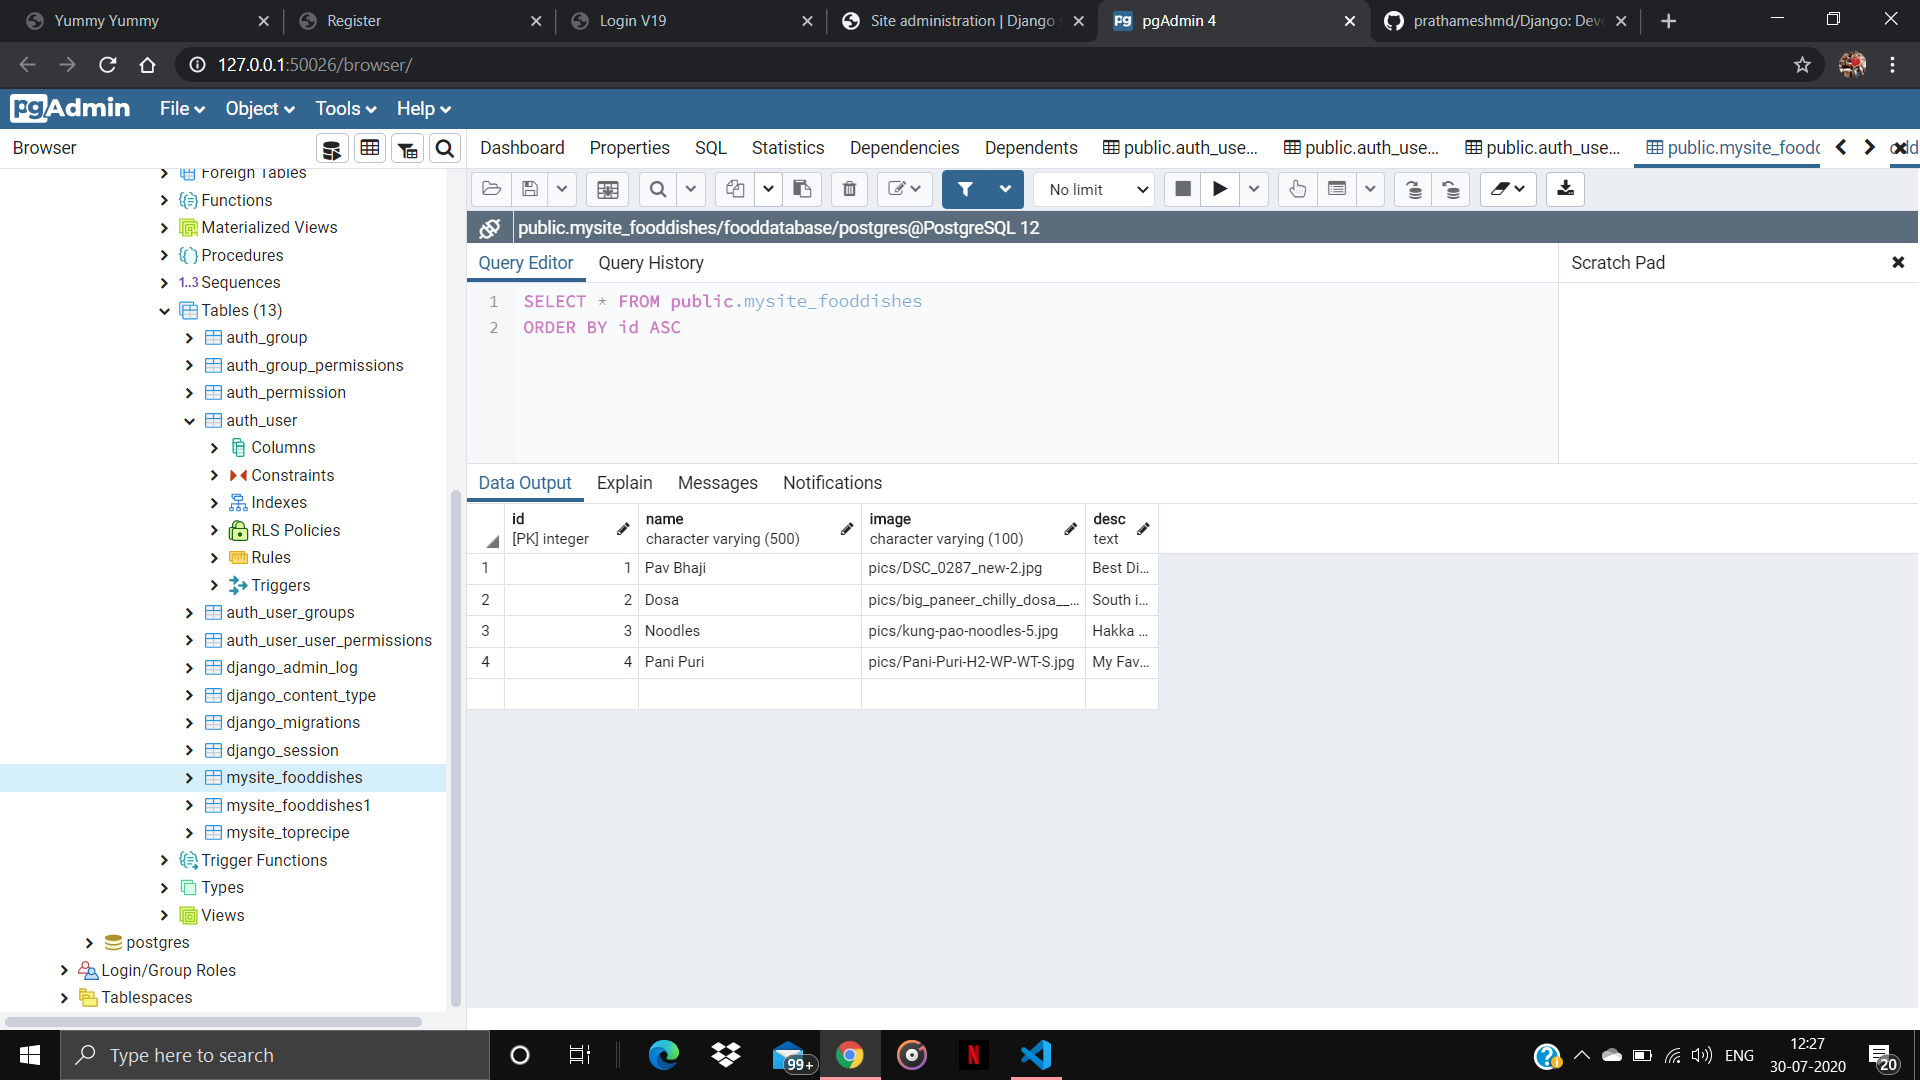 Yummy Yummy
Register
Login V19
Site administration | Django s
pgAdmin 4
prathameshmd/Django: Deve
127.0.0.1:50026/browser/
pgAdmin
File
Object
Tools
Help
Browser
Dashboard
Properties
SQL
Statistics
Dependencies
Dependents
public.auth_use...
public.auth_use...
public.auth_use...
public.mysite_foodd
No limit
public.mysite_fooddishes/fooddatabase/postgres@PostgreSQL 12
Query Editor
Query History
Scratch Pad
1 SELECT * FROM public.mysite_fooddishes
2 ORDER BY id ASC
Foreign Tables
Functions
Materialized Views
Procedures
1..3 Sequences
Tables (13)
auth_group
auth_group_permissions
auth_permission
auth_user
Columns
Constraints
Indexes
RLS Policies
Rules
Triggers
auth_user_groups
auth_user_user_permissions
django_admin_log
django_content_type
django_migrations
django_session
mysite_fooddishes
mysite_fooddishes1
mysite_toprecipe
Trigger Functions
Types
Views
postgres
Login/Group Roles
Tablespaces
Data Output
Explain
Messages
Notifications
id
[PK] integer
name
character varying (500)
image
character varying (100)
desc
text
1 1 Pav Bhaji pics/DSC_0287_new-2.jpg Best Di...
2 2 Dosa pics/big_paneer_chilly_dosa__... South i...
3 3 Noodles pics/kung-pao-noodles-5.jpg Hakka ...
4 4 Pani Puri pics/Pani-Puri-H2-WP-WT-S.jpg My Fav...
Type here to search
99+
N
ENG
12:27
30-07-2020
20